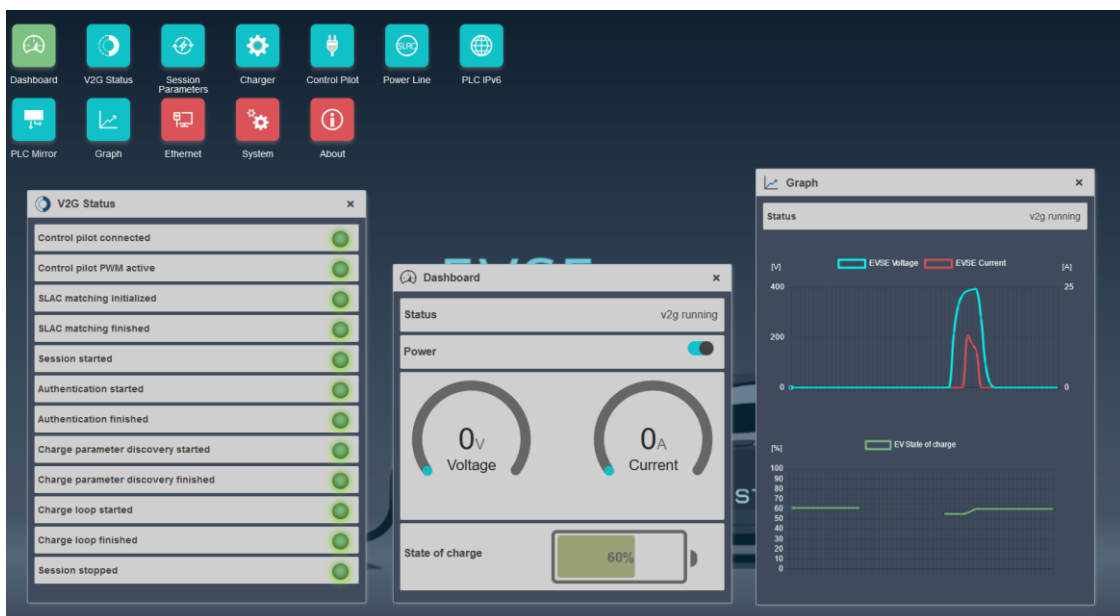 Dashboard
V2G Status
Session
Parameters
Charger
Control Pilot
SLAC
Power Line
PLC IPv6
PLC Mirror
Graph
Ethernet
System
About
V2G Status ×
Control pilot connected
Control pilot PWM active
SLAC matching initialized
SLAC matching finished
Session started
Authentication started
Authentication finished
Charge parameter discovery started
Charge parameter discovery finished
Charge loop started
Charge loop finished
Session stopped
Dashboard ×
Status v2g running
Power
0V
Voltage
0A
Current
State of charge 60%
Graph ×
Status v2g running
[V] EVSE Voltage EVSE Current [A]
400 25
200
0 0
[%] EV State of charge
100
90
80
70
60
50
40
30
20
10
0